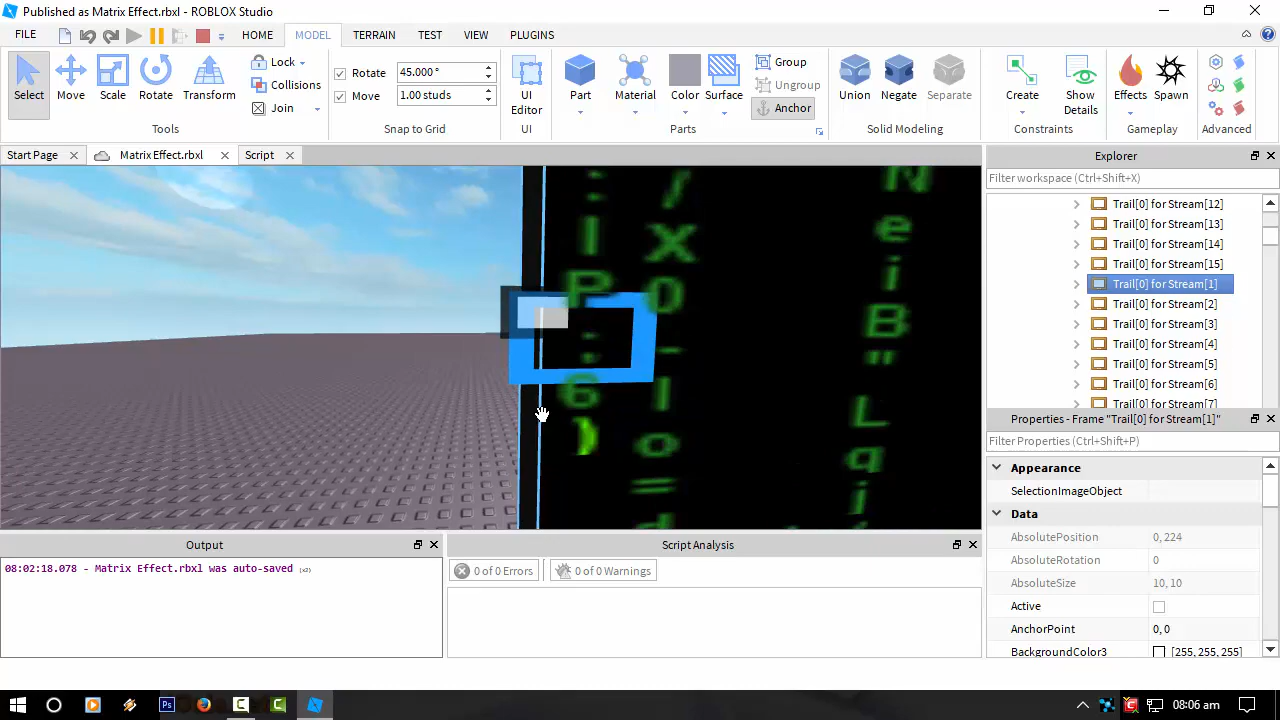 Published as Matrix Effect.rbxl - ROBLOX Studio
FILE HOME MODEL TERRAIN TEST VIEW PLUGINS
Select Move Scale Rotate Transform
Lock
Collisions
Join
Tools
Rotate 45.000 °
Move 1.00 studs
Snap to Grid
UI Editor
UI
Part Material Color Surface
Group
Ungroup
Anchor
Parts
Union Negate Separate
Solid Modeling
Create Show Details
Constraints
Effects Spawn
Gameplay
Advanced
Start Page Matrix Effect.rbxl Script
Explorer
Filter workspace (Ctrl+Shift+X)
Trail[0] for Stream[12]
Trail[0] for Stream[13]
Trail[0] for Stream[14]
Trail[0] for Stream[15]
Trail[0] for Stream[1]
Trail[0] for Stream[2]
Trail[0] for Stream[3]
Trail[0] for Stream[4]
Trail[0] for Stream[5]
Trail[0] for Stream[6]
Trail[0] for Stream[7]
Properties - Frame "Trail[0] for Stream[1]"
Filter Properties (Ctrl+Shift+P)
Appearance
SelectionImageObject
Data
AbsolutePosition 0, 224
AbsoluteRotation 0
AbsoluteSize 10, 10
Active
AnchorPoint 0, 0
BackgroundColor3 [255, 255, 255]
Output
08:02:18.078 - Matrix Effect.rbxl was auto-saved (x2)
Script Analysis
0 of 0 Errors 0 of 0 Warnings
08:06 am